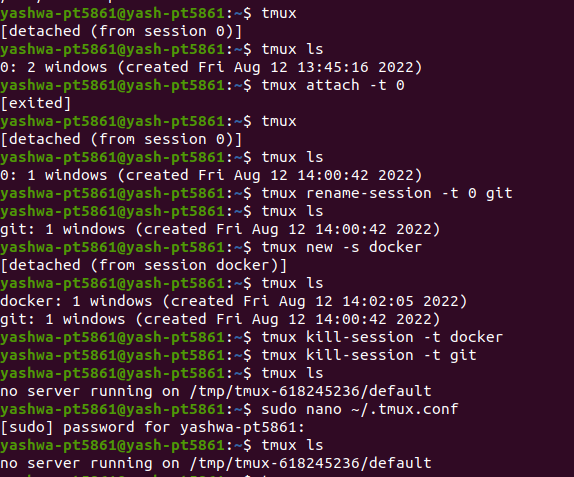 yashwa-pt5861@yash-pt5861:~$ tmux
[detached (from session 0)]
yashwa-pt5861@yash-pt5861:~$ tmux ls
0: 2 windows (created Fri Aug 12 13:45:16 2022)
yashwa-pt5861@yash-pt5861:~$ tmux attach -t 0
[exited]
yashwa-pt5861@yash-pt5861:~$ tmux
[detached (from session 0)]
yashwa-pt5861@yash-pt5861:~$ tmux ls
0: 1 windows (created Fri Aug 12 14:00:42 2022)
yashwa-pt5861@yash-pt5861:~$ tmux rename-session -t 0 git
yashwa-pt5861@yash-pt5861:~$ tmux ls
git: 1 windows (created Fri Aug 12 14:00:42 2022)
yashwa-pt5861@yash-pt5861:~$ tmux new -s docker
[detached (from session docker)]
yashwa-pt5861@yash-pt5861:~$ tmux ls
docker: 1 windows (created Fri Aug 12 14:02:05 2022)
git: 1 windows (created Fri Aug 12 14:00:42 2022)
yashwa-pt5861@yash-pt5861:~$ tmux kill-session -t docker
yashwa-pt5861@yash-pt5861:~$ tmux kill-session -t git
yashwa-pt5861@yash-pt5861:~$ tmux ls
no server running on /tmp/tmux-618245236/default
yashwa-pt5861@yash-pt5861:~$ sudo nano ~/.tmux.conf
[sudo] password for yashwa-pt5861:
yashwa-pt5861@yash-pt5861:~$ tmux ls
no server running on /tmp/tmux-618245236/default